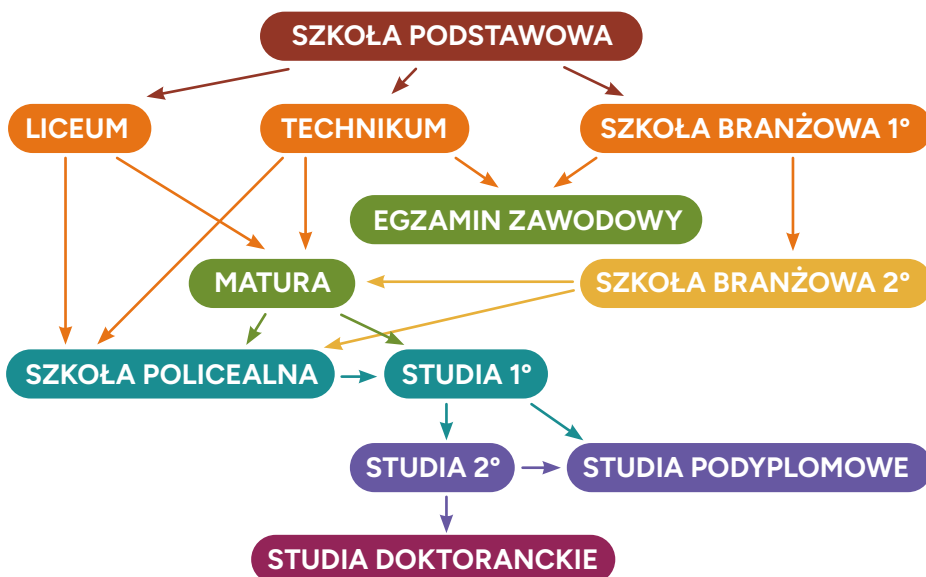 SZKOŁA PODSTAWOWA
LICEUM
TECHNIKUM
SZKOŁA BRANŻOWA 1°
EGZAMIN ZAWODOWY
MATURA
SZKOŁA BRANŻOWA 2°
SZKOŁA POLICEALNA
STUDIA 1°
STUDIA 2°
STUDIA PODYPLOMOWE
STUDIA DOKTORANCKIE